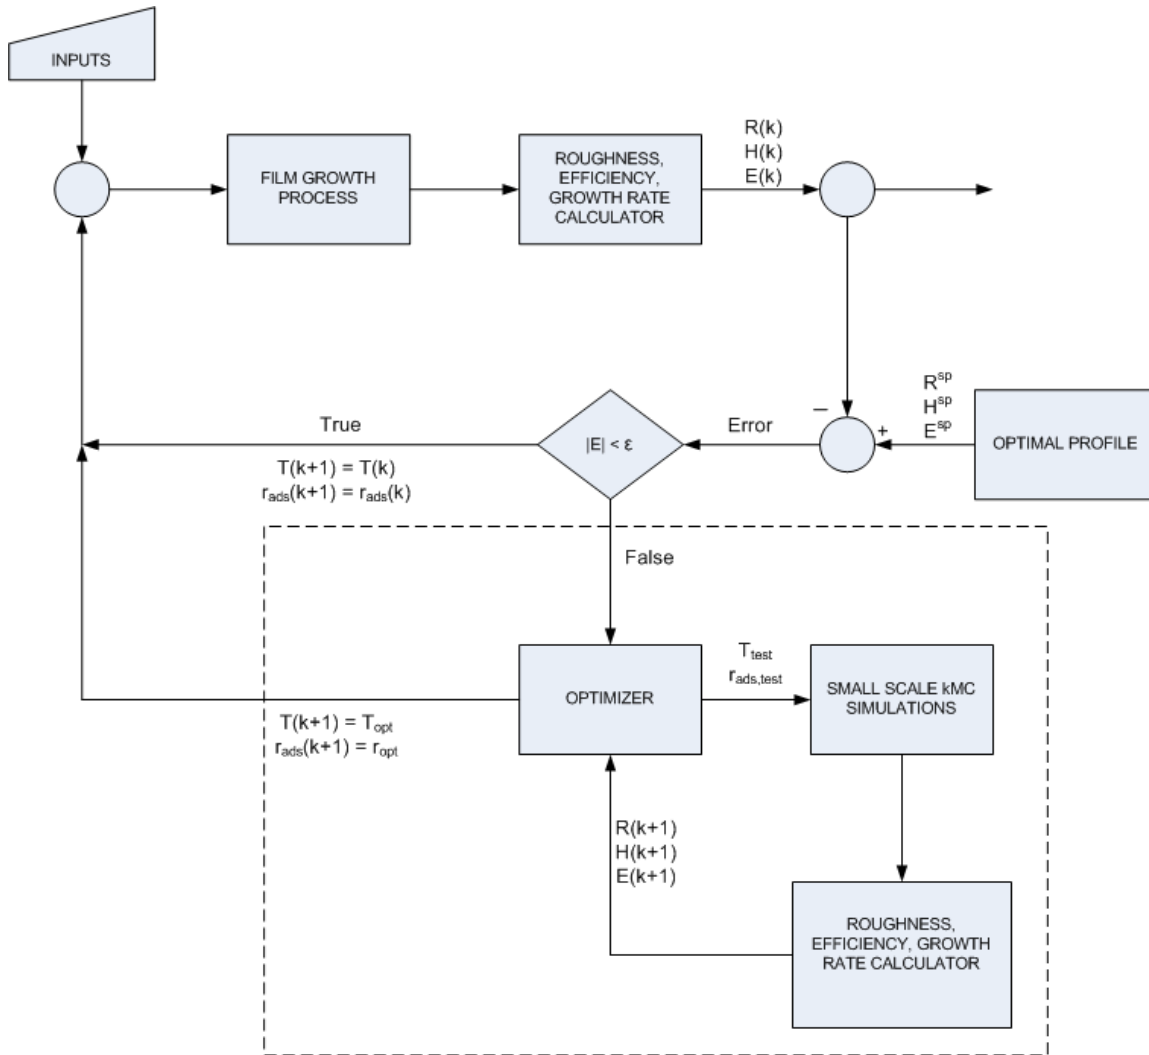 INPUTS
FILM GROWTH
PROCESS
ROUGHNESS,
EFFICIENCY,
GROWTH RATE
CALCULATOR
R(k)
H(k)
E(k)
R^sp
H^sp
E^sp
–
+
OPTIMAL PROFILE
Error
|E| < ε
True
T(k+1) = T(k)
r_ads(k+1) = r_ads(k)
False
OPTIMIZER
T_test
r_ads,test
SMALL SCALE kMC
SIMULATIONS
T(k+1) = T_opt
r_ads(k+1) = r_opt
R(k+1)
H(k+1)
E(k+1)
ROUGHNESS,
EFFICIENCY, GROWTH
RATE CALCULATOR